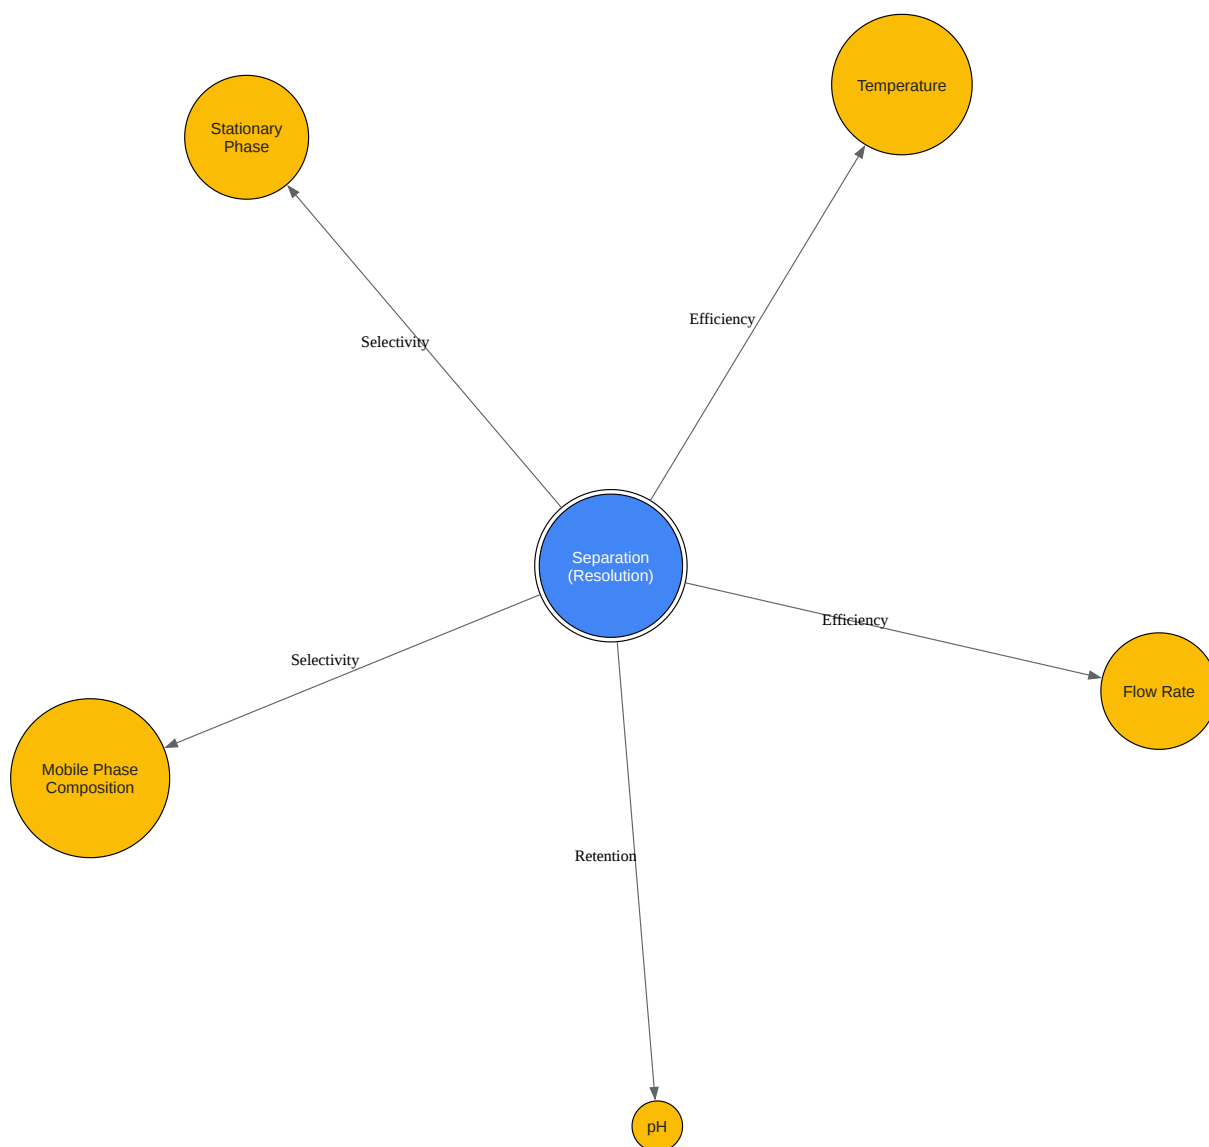 Temperature
Stationary
Phase
Efficiency
Selectivity
Separation
(Resolution)
Efficiency
Selectivity
Flow Rate
Mobile Phase
Composition
Retention
pH